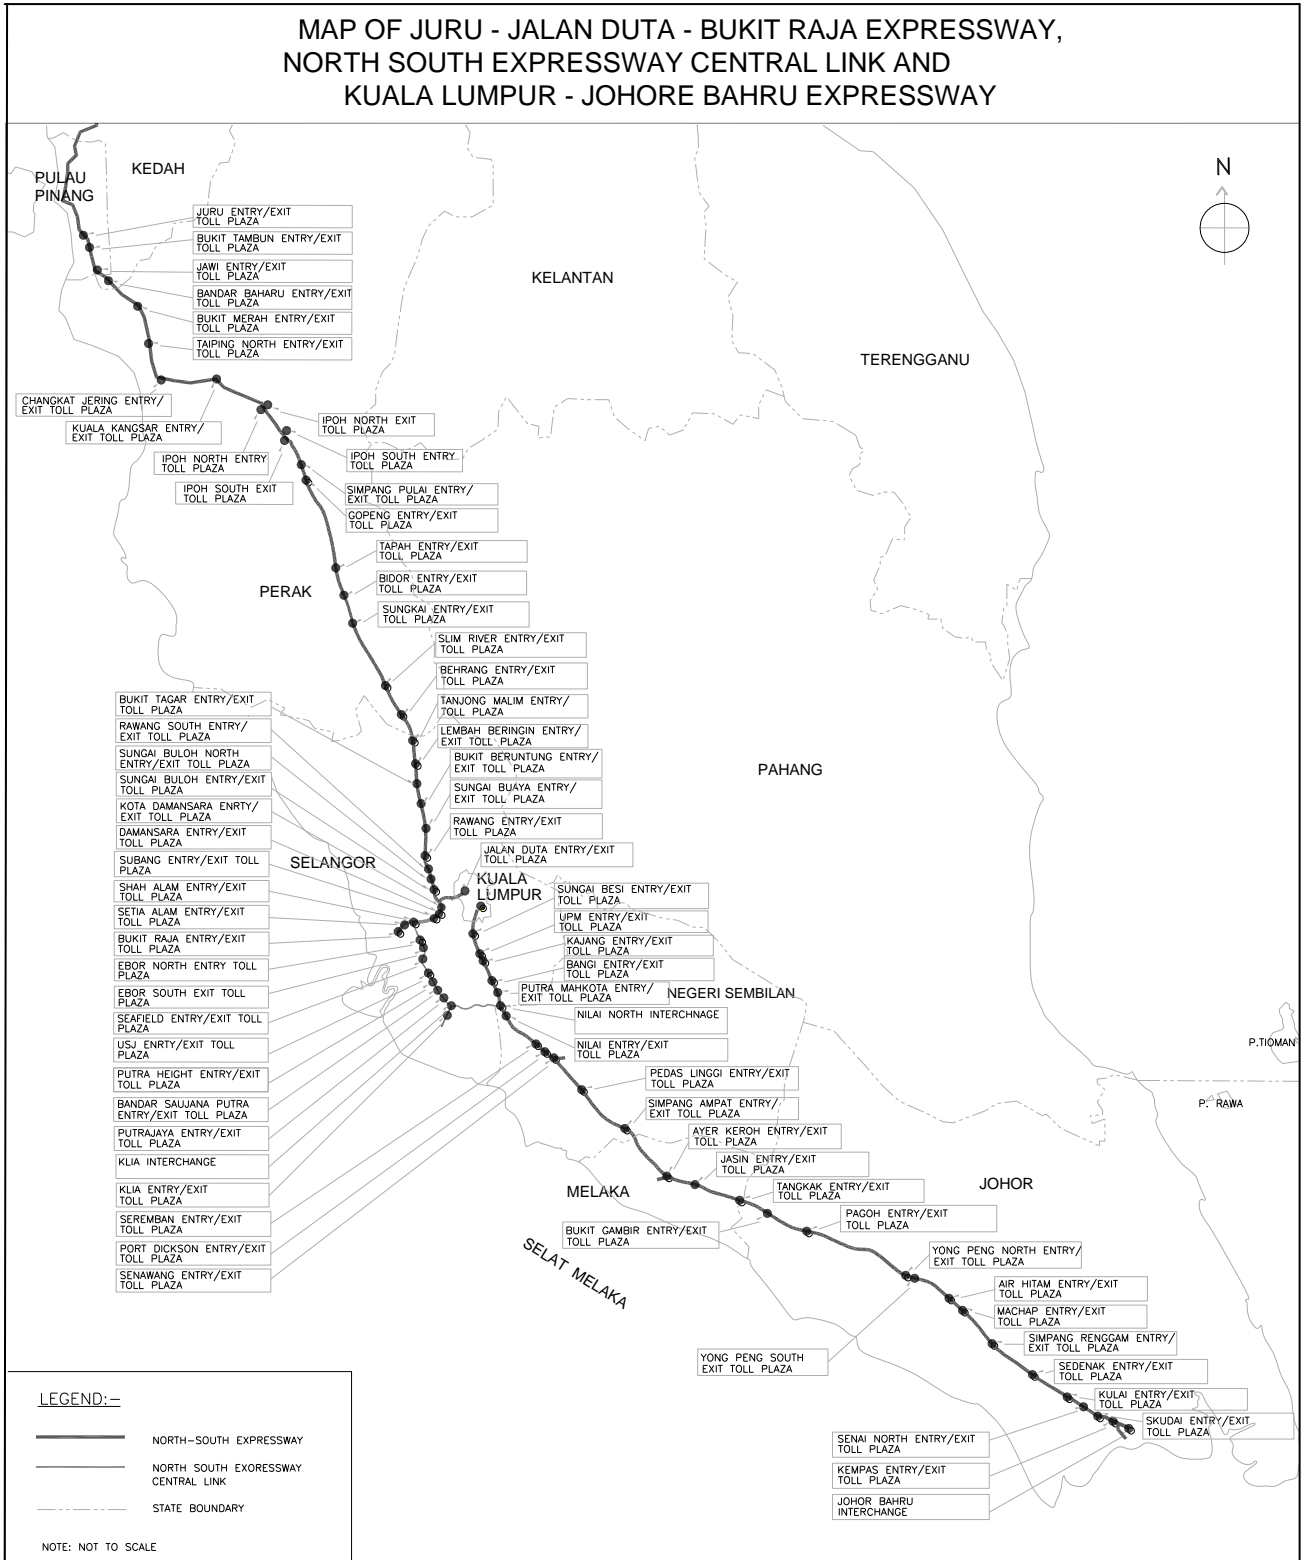 MAP OF JURU - JALAN DUTA - BUKIT RAJA EXPRESSWAY,
NORTH SOUTH EXPRESSWAY CENTRAL LINK AND
KUALA LUMPUR - JOHORE BAHRU EXPRESSWAY
PULAU
PINANG
KEDAH
N
JURU ENTRY/EXIT
TOLL PLAZA
BUKIT TAMBUN ENTRY/EXIT
TOLL PLAZA
JAWI ENTRY/EXIT
TOLL PLAZA
BANDAR BAHARU ENTRY/EXIT
TOLL PLAZA
BUKIT MERAH ENTRY/EXIT
TOLL PLAZA
TAIPING NORTH ENTRY/EXIT
TOLL PLAZA
KELANTAN
TERENGGANU
CHANGKAT JERING ENTRY/
EXIT TOLL PLAZA
KUALA KANGSAR ENTRY/
EXIT TOLL PLAZA
IPOH NORTH EXIT
TOLL PLAZA
IPOH NORTH ENTRY
TOLL PLAZA
IPOH SOUTH ENTRY
TOLL PLAZA
IPOH SOUTH EXIT
TOLL PLAZA
SIMPANG PULAI ENTRY/
EXIT TOLL PLAZA
GOPENG ENTRY/EXIT
TOLL PLAZA
TAPAH ENTRY/EXIT
TOLL PLAZA
PERAK
BIDOR ENTRY/EXIT
TOLL PLAZA
SUNGKAI ENTRY/EXIT
TOLL PLAZA
SLIM RIVER ENTRY/EXIT
TOLL PLAZA
BEHRANG ENTRY/EXIT
TOLL PLAZA
TANJONG MALIM ENTRY/
TOLL PLAZA
LEMBAH BERINGIN ENTRY/
EXIT TOLL PLAZA
BUKIT BERUNTUNG ENTRY/
EXIT TOLL PLAZA
SUNGAI BUAYA ENTRY/
EXIT TOLL PLAZA
RAWANG ENTRY/EXIT
TOLL PLAZA
JALAN DUTA ENTRY/EXIT
TOLL PLAZA
PAHANG
BUKIT TAGAR ENTRY/EXIT
TOLL PLAZA
RAWANG SOUTH ENTRY/
EXIT TOLL PLAZA
SUNGAI BULOH NORTH
ENTRY/EXIT TOLL PLAZA
SUNGAI BULOH ENTRY/EXIT
TOLL PLAZA
KOTA DAMANSARA ENRTY/
EXIT TOLL PLAZA
DAMANSARA ENTRY/EXIT
TOLL PLAZA
SUBANG ENTRY/EXIT TOLL
PLAZA
SHAH ALAM ENTRY/EXIT
TOLL PLAZA
SETIA ALAM ENTRY/EXIT
TOLL PLAZA
BUKIT RAJA ENTRY/EXIT
TOLL PLAZA
EBOR NORTH ENTRY TOLL
PLAZA
EBOR SOUTH EXIT TOLL
PLAZA
SEAFIELD ENTRY/EXIT TOLL
PLAZA
USJ ENRTY/EXIT TOLL
PLAZA
PUTRA HEIGHT ENTRY/EXIT
TOLL PLAZA
BANDAR SAUJANA PUTRA
ENTRY/EXIT TOLL PLAZA
PUTRAJAYA ENTRY/EXIT
TOLL PLAZA
KLIA INTERCHANGE
KLIA ENTRY/EXIT
TOLL PLAZA
SEREMBAN ENTRY/EXIT
TOLL PLAZA
PORT DICKSON ENTRY/EXIT
TOLL PLAZA
SENAWANG ENTRY/EXIT
TOLL PLAZA
SELANGOR
KUALA
LUMPUR
SUNGAI BESI ENTRY/EXIT
TOLL PLAZA
UPM ENTRY/EXIT
TOLL PLAZA
KAJANG ENTRY/EXIT
TOLL PLAZA
BANGI ENTRY/EXIT
TOLL PLAZA
PUTRA MAHKOTA ENTRY/
EXIT TOLL PLAZA
NEGERI SEMBILAN
NILAI NORTH INTERCHNAGE
NILAI ENTRY/EXIT
TOLL PLAZA
P.TIOMAN
P. RAWA
PEDAS LINGGI ENTRY/EXIT
TOLL PLAZA
SIMPANG AMPAT ENTRY/
EXIT TOLL PLAZA
AYER KEROH ENTRY/EXIT
TOLL PLAZA
JASIN ENTRY/EXIT
TOLL PLAZA
TANGKAK ENTRY/EXIT
TOLL PLAZA
MELAKA
JOHOR
PAGOH ENTRY/EXIT
TOLL PLAZA
BUKIT GAMBIR ENTRY/EXIT
TOLL PLAZA
SELAT MELAKA
YONG PENG NORTH ENTRY/
EXIT TOLL PLAZA
AIR HITAM ENTRY/EXIT
TOLL PLAZA
MACHAP ENTRY/EXIT
TOLL PLAZA
SIMPANG RENGGAM ENTRY/
EXIT TOLL PLAZA
YONG PENG SOUTH
EXIT TOLL PLAZA
SEDENAK ENTRY/EXIT
TOLL PLAZA
KULAI ENTRY/EXIT
TOLL PLAZA
SKUDAI ENTRY/EXIT
TOLL PLAZA
SENAI NORTH ENTRY/EXIT
TOLL PLAZA
KEMPAS ENTRY/EXIT
TOLL PLAZA
JOHOR BAHRU
INTERCHANGE
LEGEND:-
NORTH-SOUTH EXPRESSWAY
NORTH SOUTH EXORESSWAY
CENTRAL LINK
STATE BOUNDARY
NOTE: NOT TO SCALE